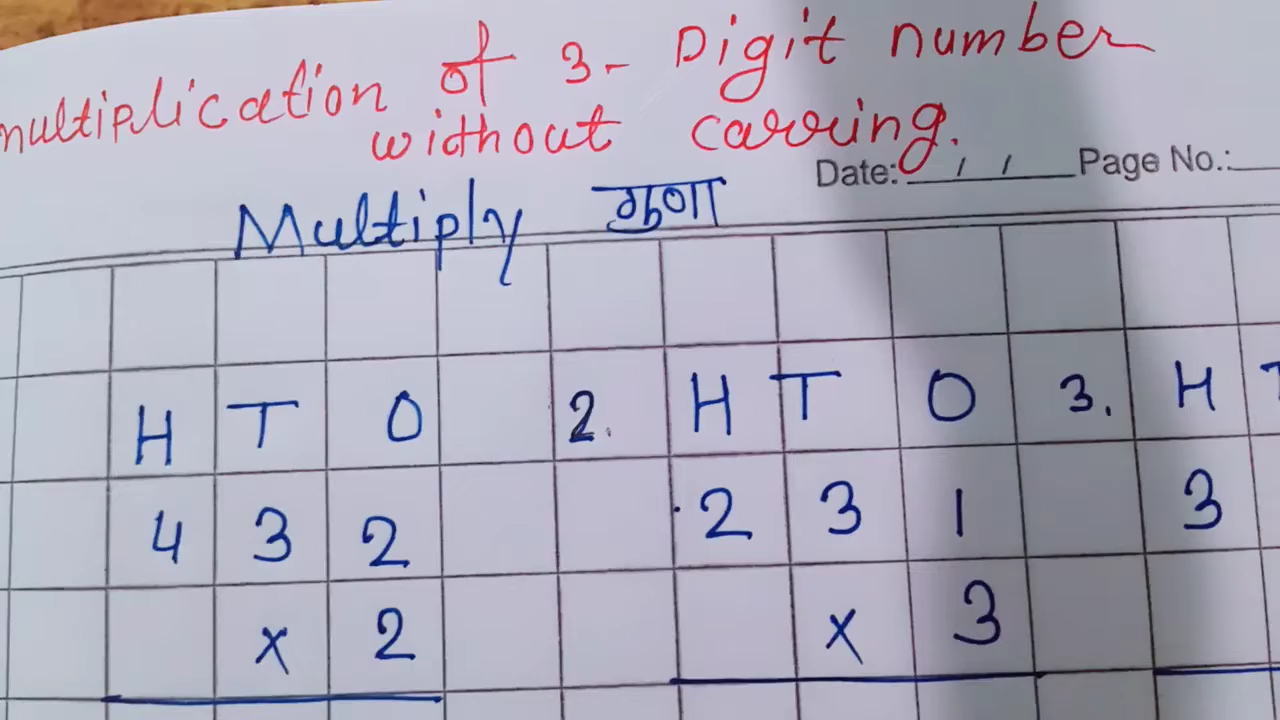 multiplication of 3- Digit number
without carring.
Date: / / Page No.:
Multiply गुणा
H T O 2. H T O 3. H T
4 3 2 2 3 1 3
x 2 x 3